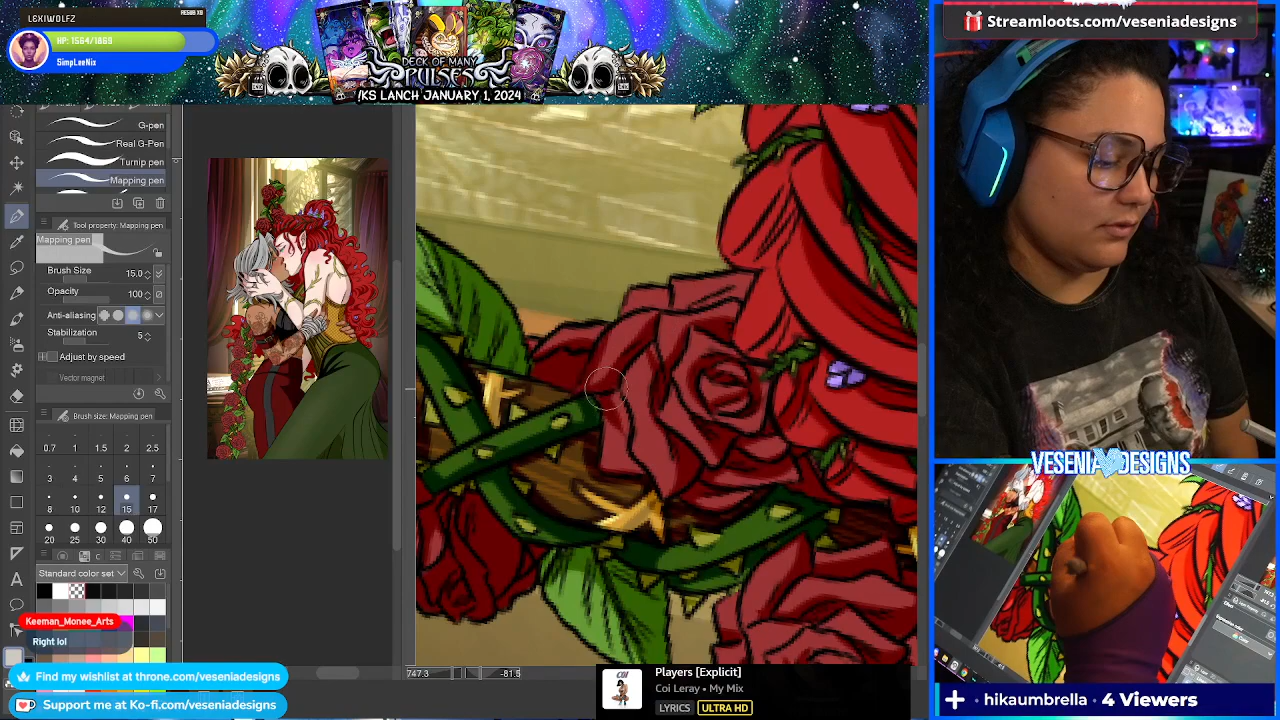 LEXIWOLFZ
HP: 1564/1869
SimpLeeNix
DECK OF MANY
PULSES
!KS LANCH JANUARY 1, 2024
Streamloots.com/veseniadesigns
G-pen
Real G-Pen
Turnip pen
Mapping pen
Tool property: Mapping pen
Mapping pen
Brush Size 15.0
Opacity 100
Anti-aliasing
Stabilization
5
Adjust by speed
Vector magnet
Brush size: Mapping pen
0.7 1 1.5 2 2.5
3 4 5 6 7
8 10 12 15 17
20 25 30 40 50
Standard color set
Keeman_Monee_Arts
Right lol
Find my wishlist at throne.com/veseniadesigns
Support me at Ko-fi.com/veseniadesigns
747.3
-81.5
Players [Explicit]
Coi Leray • My Mix
LYRICS ULTRA HD
VESENIA DESIGNS
hikaumbrella • 4 Viewers